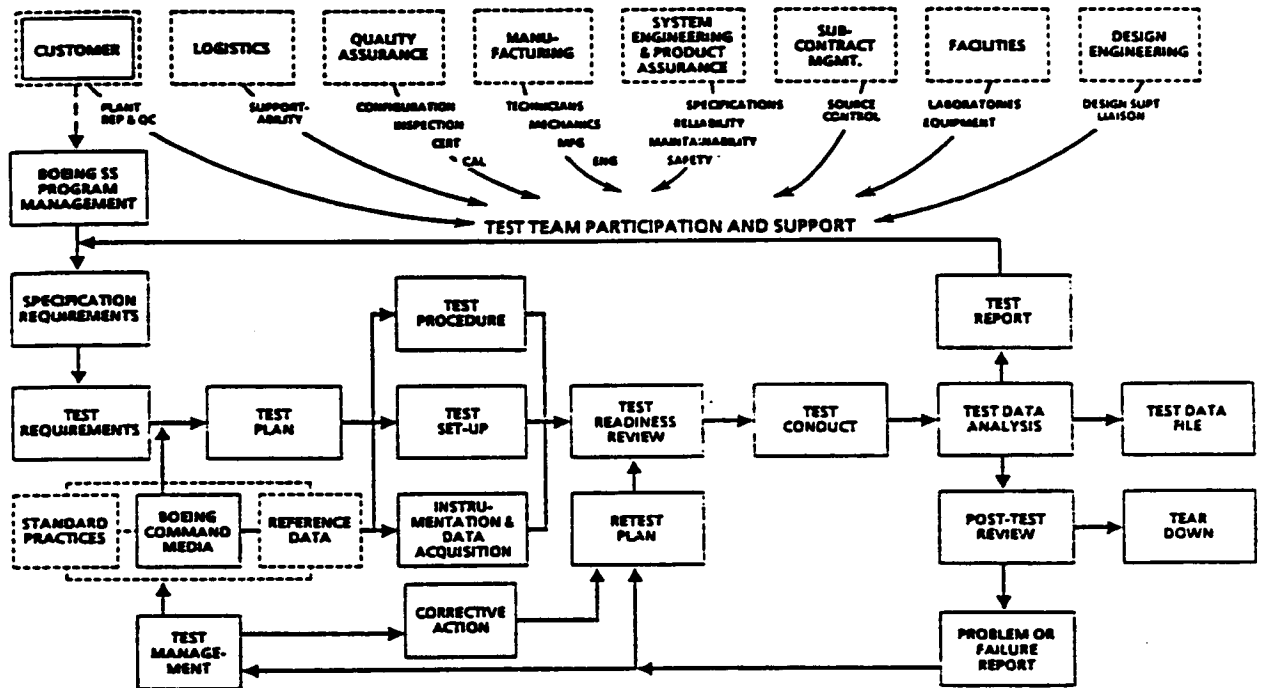 CUSTOMER
LOGISTICS
QUALITY
ASSURANCE
MANU-
FACTURING
SYSTEM
ENGINEERING
& PRODUCT
ASSURANCE
SUB-
CONTRACT
MGMT.
FACILITIES
DESIGN
ENGINEERING
PLANT
REP & QC
SUPPORT-
ABILITY
CONFIGURATION
INSPECTION
CERT
CAL
TECHNICIANS
MECHANICS
MFG
ENG
SPECIFICATIONS
RELIABILITY
MAINTAINABILITY
SAFETY
SOURCE
CONTROL
LABORATORIES
EQUIPMENT
DESIGN SUPT
LIAISON
BOEING SS
PROGRAM
MANAGEMENT
TEST TEAM PARTICIPATION AND SUPPORT
SPECIFICATION
REQUIREMENTS
TEST
PROCEDURE
TEST
REPORT
TEST
REQUIREMENTS
TEST
PLAN
TEST
SET-UP
TEST
READINESS
REVIEW
TEST
CONDUCT
TEST DATA
ANALYSIS
TEST DATA
FILE
STANDARD
PRACTICES
BOEING
COMMAND
MEDIA
REFERENCE
DATA
INSTRU-
MENTATION &
DATA
ACQUISITION
RETEST
PLAN
POST-TEST
REVIEW
TEAR
DOWN
TEST
MANAGE-
MENT
CORRECTIVE
ACTION
PROBLEM OR
FAILURE
REPORT